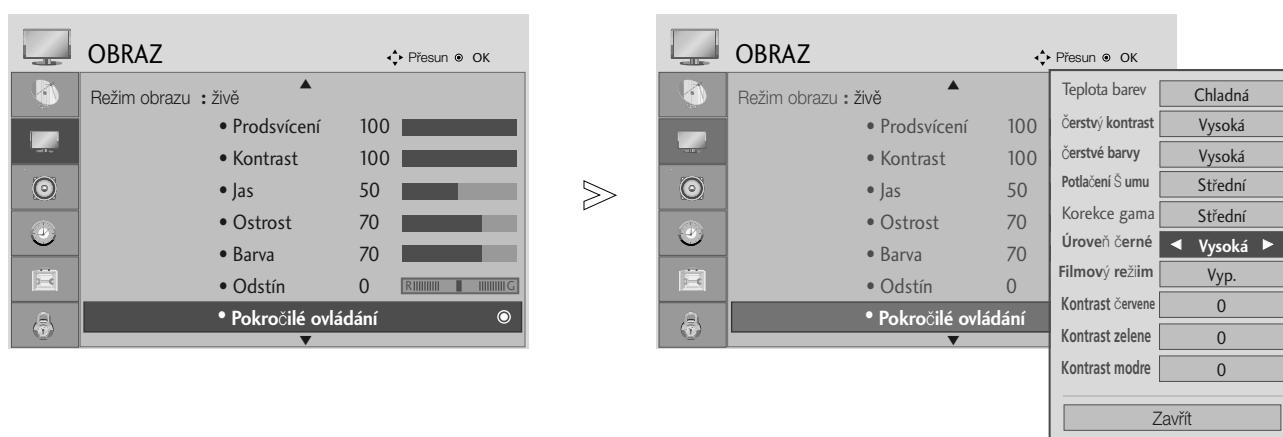 OBRAZ
Přesun OK
Režim obrazu : živě
• Prodsvícení 100
• Kontrast 100
• Jas 50
• Ostrost 70
• Barva 70
• Odstín 0 R G
• Pokročilé ovládání
>
OBRAZ
Přesun OK
Režim obrazu : živě
• Prodsvícení 100
• Kontrast 100
• Jas 50
• Ostrost 70
• Barva 70
• Odstín 0
• Pokročilé ovládání
Teplota barev Chladná
Čerstvý kontrast Vysoká
Čerstvé barvy Vysoká
Potlačení Š umu Střední
Korekce gama Střední
Úroveň černé ◄ Vysoká ►
Filmový režiim Vyp.
Kontrast červene 0
Kontrast zelene 0
Kontrast modre 0
Zavřít